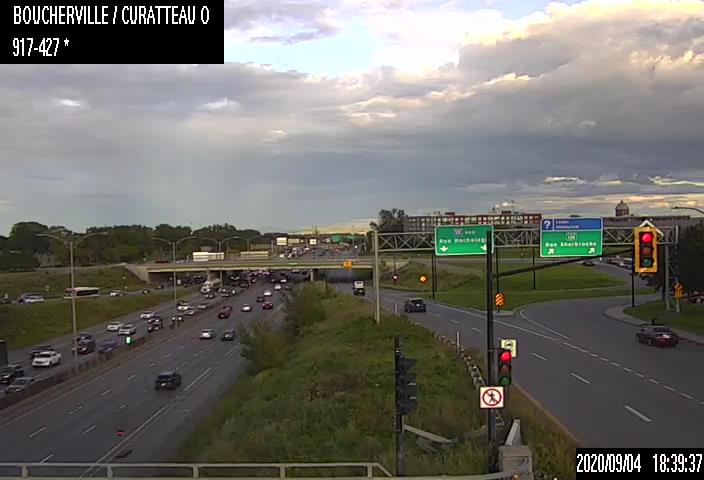 BOUCHERVILLE / CURATTEAU O
917-427 *
Rue Hochelaga
Rue Sherbrooke
2020/09/04 18:39:37